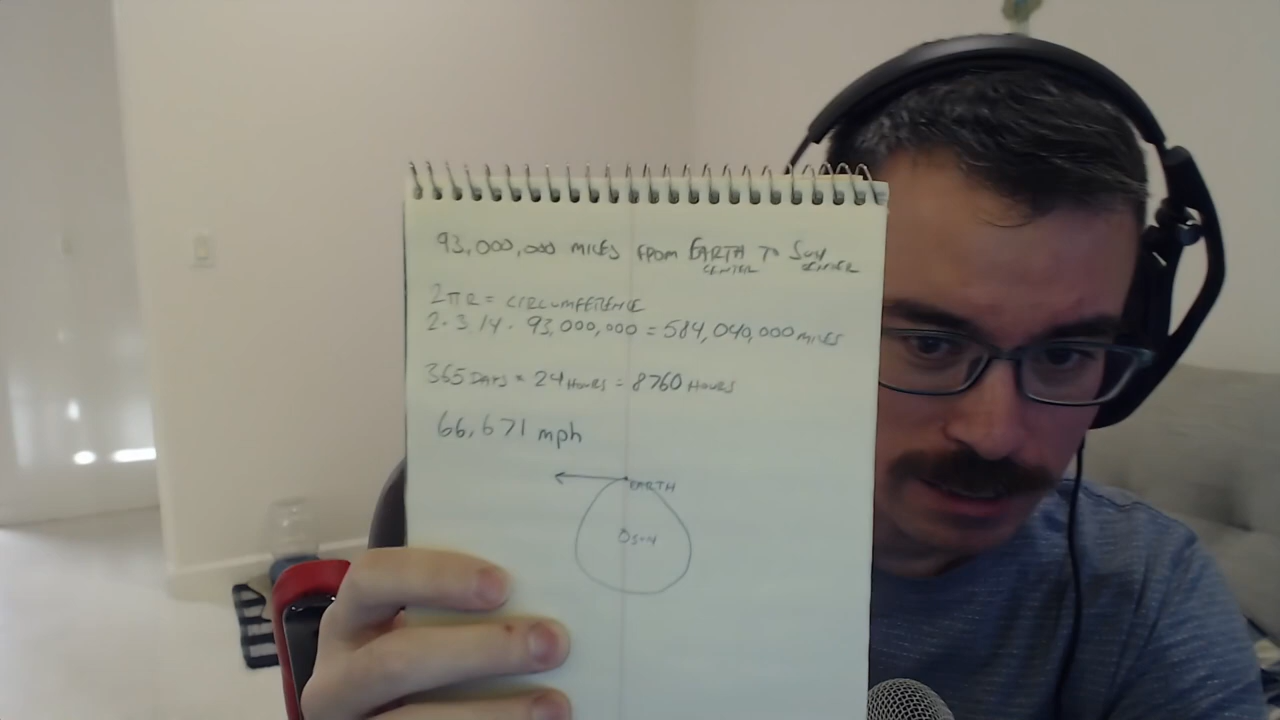 93,000,000 MILES FROM EARTH TO SUN
CENTER CENTER
2πR = CIRCUMFERENCE
2 · 3.14 · 93,000,000 = 584,040,000 MILES
365 DAYS × 24 HOURS = 8760 HOURS
66,671 mph
EARTH
SUN